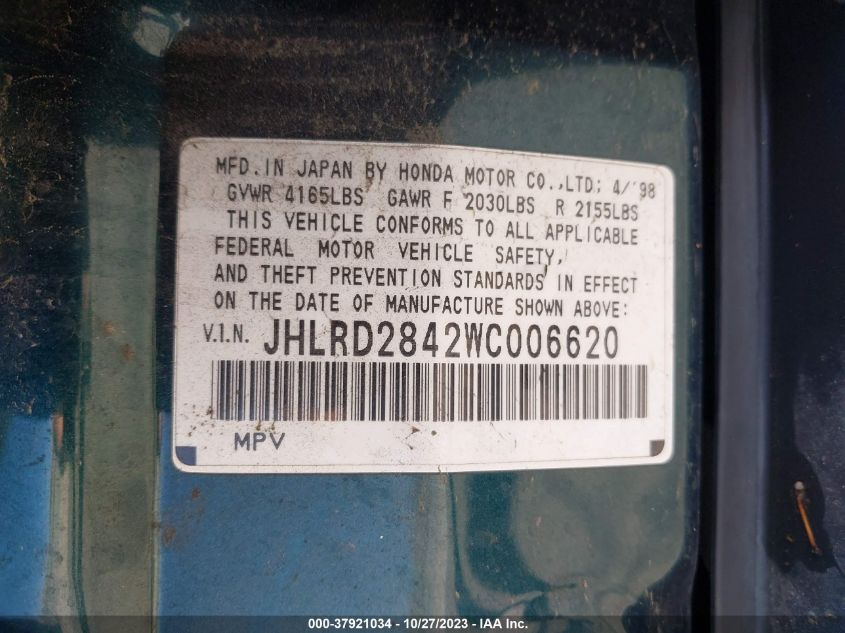 MFD. IN JAPAN BY HONDA MOTOR CO.,LTD; 4/'98
GVWR 4165LBS GAWR F 2030LBS R 2155LBS
THIS VEHICLE CONFORMS TO ALL APPLICABLE
FEDERAL MOTOR VEHICLE SAFETY,
AND THEFT PREVENTION STANDARDS IN EFFECT
ON THE DATE OF MANUFACTURE SHOWN ABOVE:
V.I.N. JHLRD2842WC006620
MPV
000-37921034 - 10/27/2023 - IAA Inc.